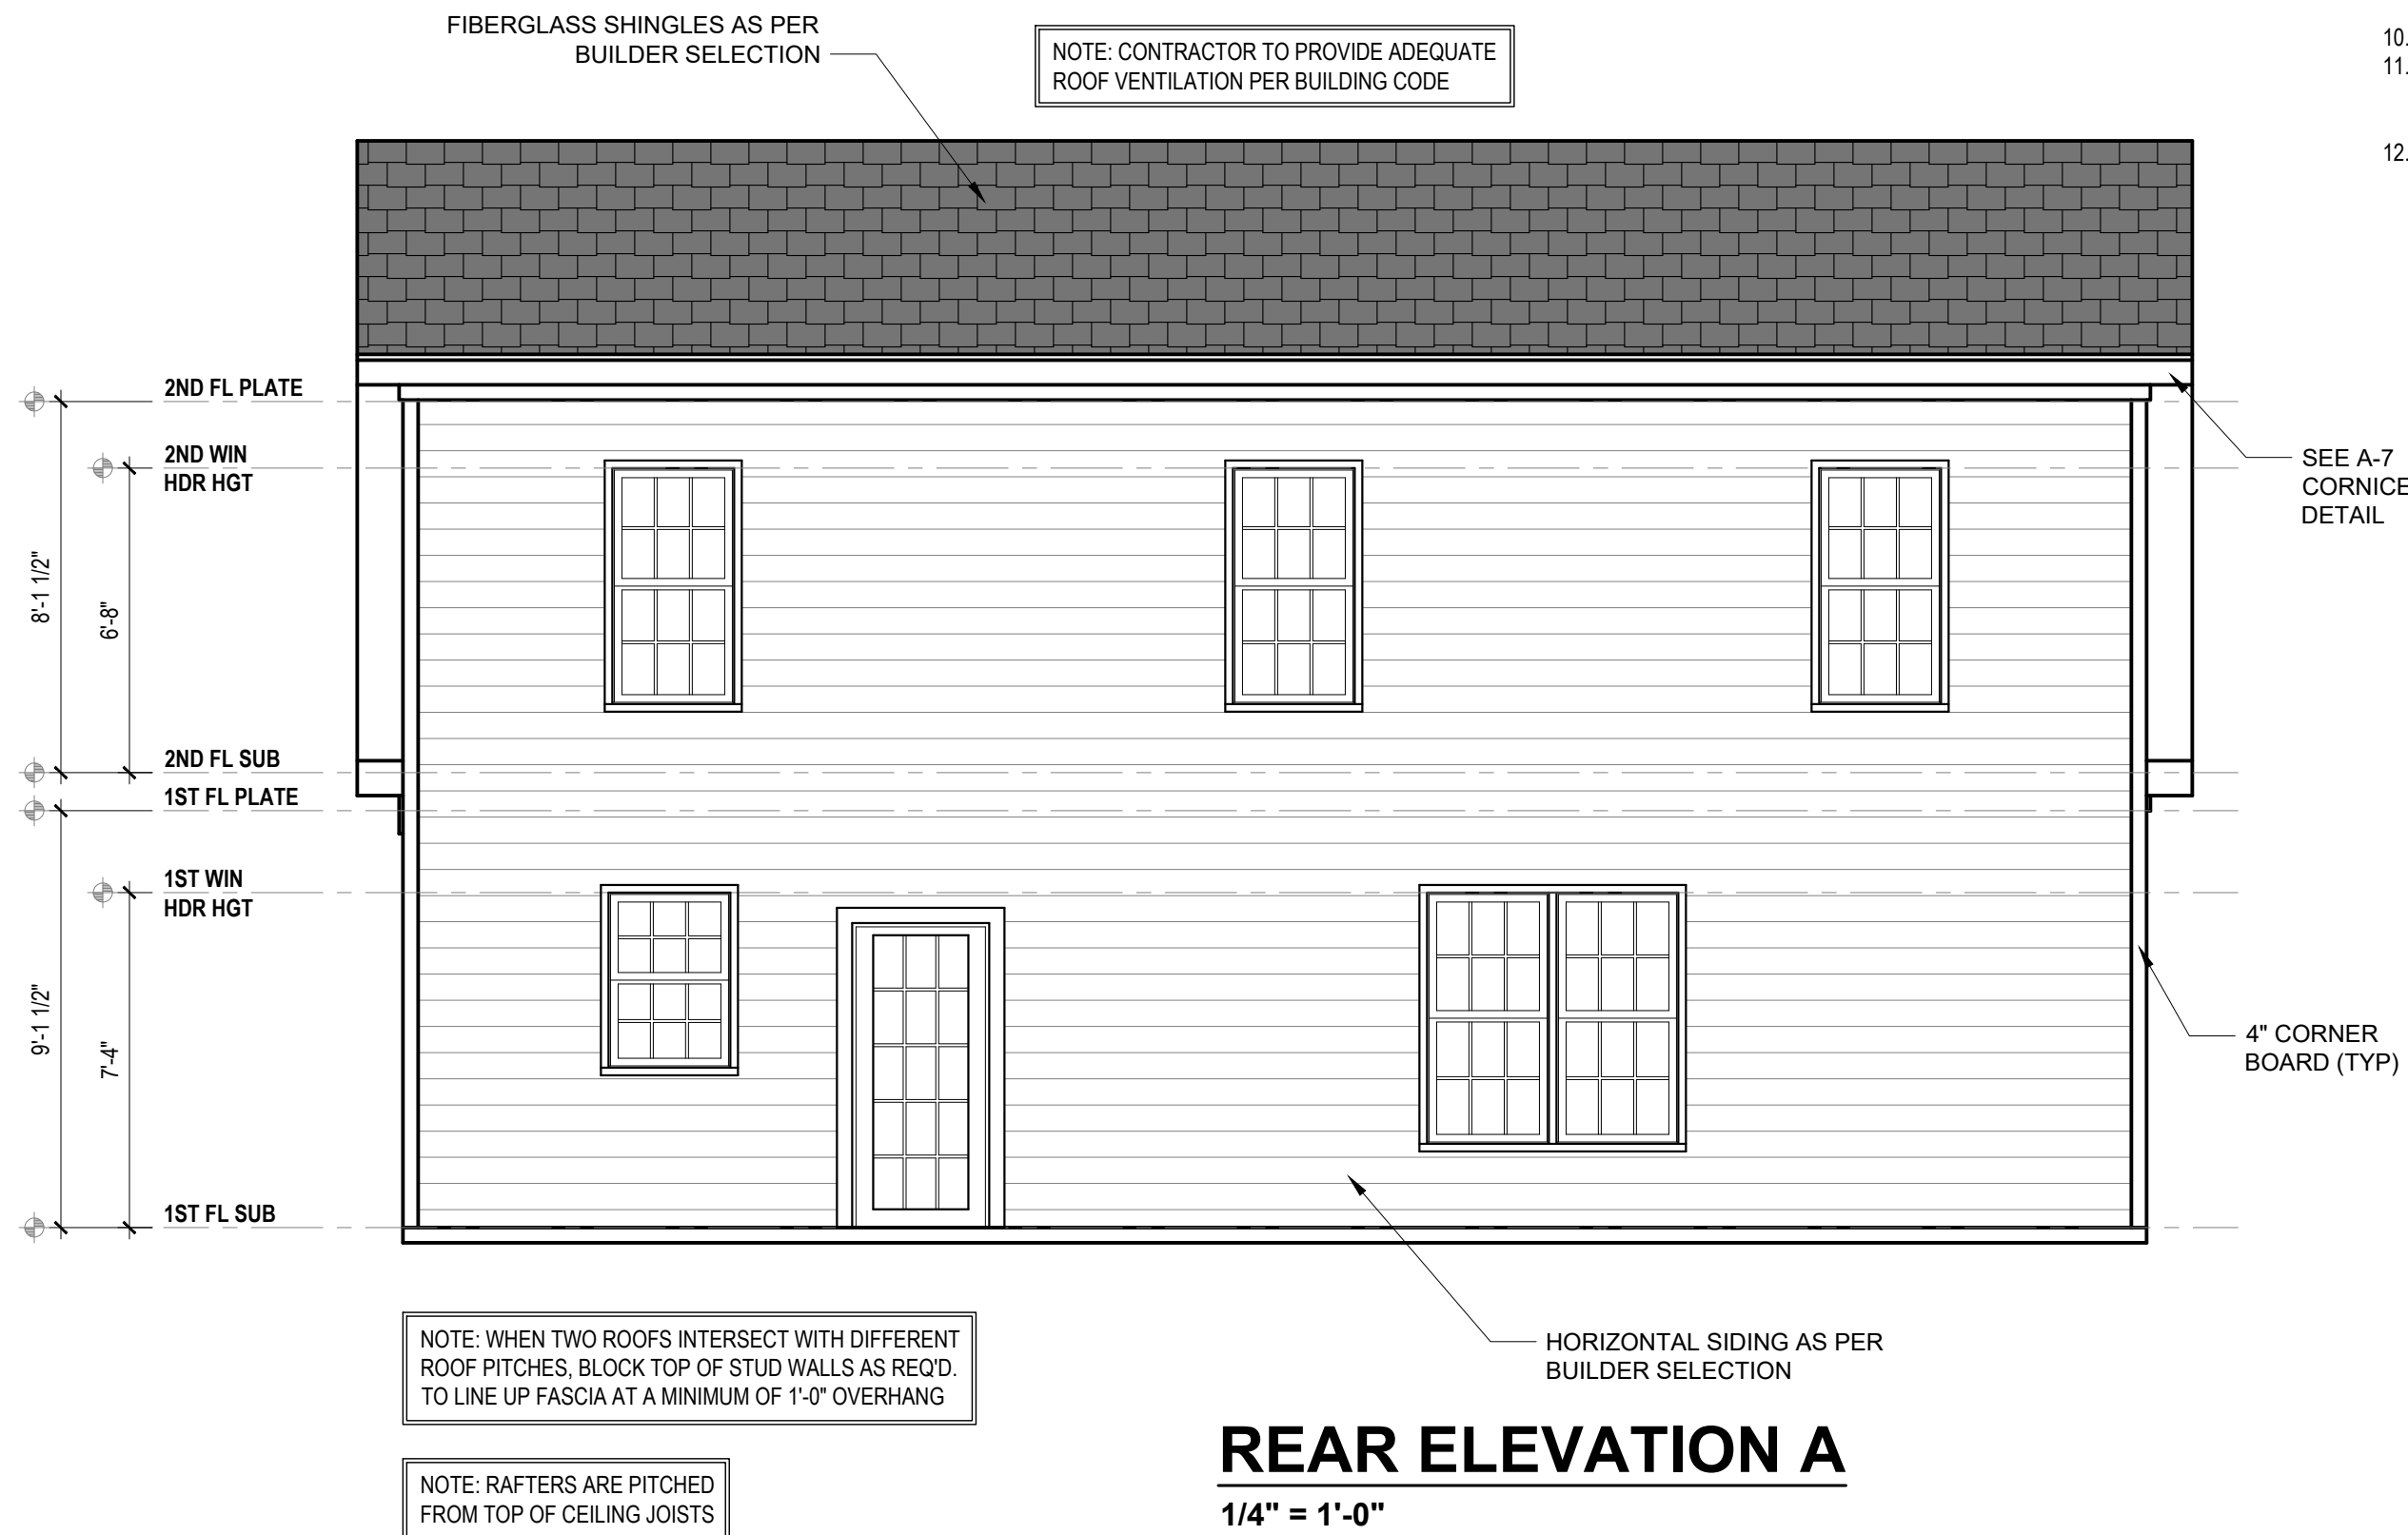 FIBERGLASS SHINGLES AS PER
BUILDER SELECTION
NOTE: CONTRACTOR TO PROVIDE ADEQUATE
ROOF VENTILATION PER BUILDING CODE
10.
11.
12.
2ND FL PLATE
2ND WIN
HDR HGT
8'-1 1/2"
6'-8"
2ND FL SUB
1ST FL PLATE
1ST WIN
HDR HGT
9'-1 1/2"
7'-4"
1ST FL SUB
SEE A-7
CORNICE
DETAIL
4" CORNER
BOARD (TYP)
HORIZONTAL SIDING AS PER
BUILDER SELECTION
NOTE: WHEN TWO ROOFS INTERSECT WITH DIFFERENT
ROOF PITCHES, BLOCK TOP OF STUD WALLS AS REQ'D.
TO LINE UP FASCIA AT A MINIMUM OF 1'-0" OVERHANG
NOTE: RAFTERS ARE PITCHED
FROM TOP OF CEILING JOISTS
REAR ELEVATION A
1/4" = 1'-0"